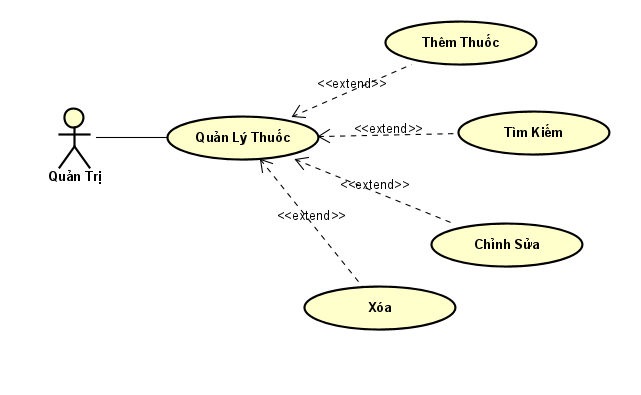 Thêm Thuốc
<<extend>>
Tìm Kiếm
<<extend>>
Quản Lý Thuốc
Quản Trị
<<extend>>
<<extend>>
Chỉnh Sửa
Xóa